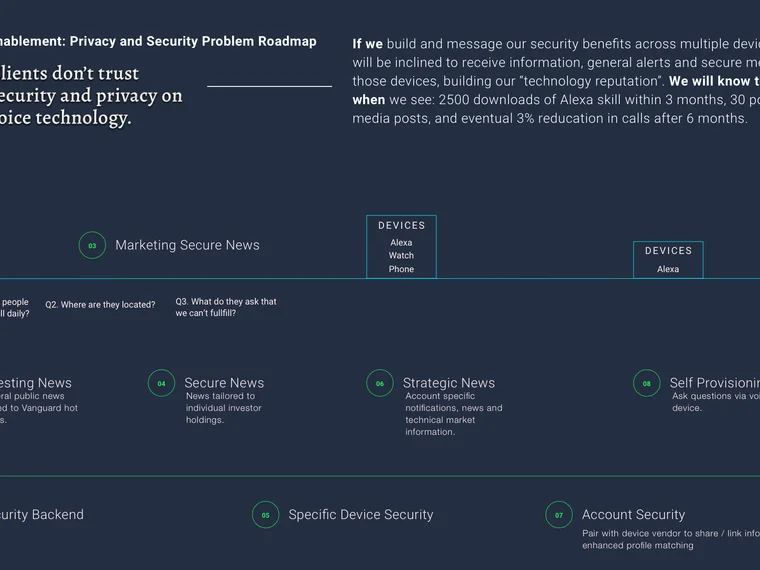 nablement: Privacy and Security Problem Roadmap
lients don’t trust
ecurity and privacy on
oice technology.
If we build and message our security benefits across multiple devi
will be inclined to receive information, general alerts and secure me
those devices, building our “technology reputation”. We will know t
when we see: 2500 downloads of Alexa skill within 3 months, 30 po
media posts, and eventual 3% reducation in calls after 6 months.
03 Marketing Secure News
DEVICES
Alexa
Watch
Phone
DEVICES
Alexa
people
ll daily?
Q2. Where are they located?
Q3. What do they ask that
we can’t fullfill?
esting News
ral public news
ed to Vanguard hot
s.
04 Secure News
News tailored to
individual investor
holdings.
06 Strategic News
Account specific
notifications, news and
technical market
information.
08 Self Provisionin
Ask questions via vo
device.
urity Backend
05 Specific Device Security
07 Account Security
Pair with device vendor to share / link info
enhanced profile matching